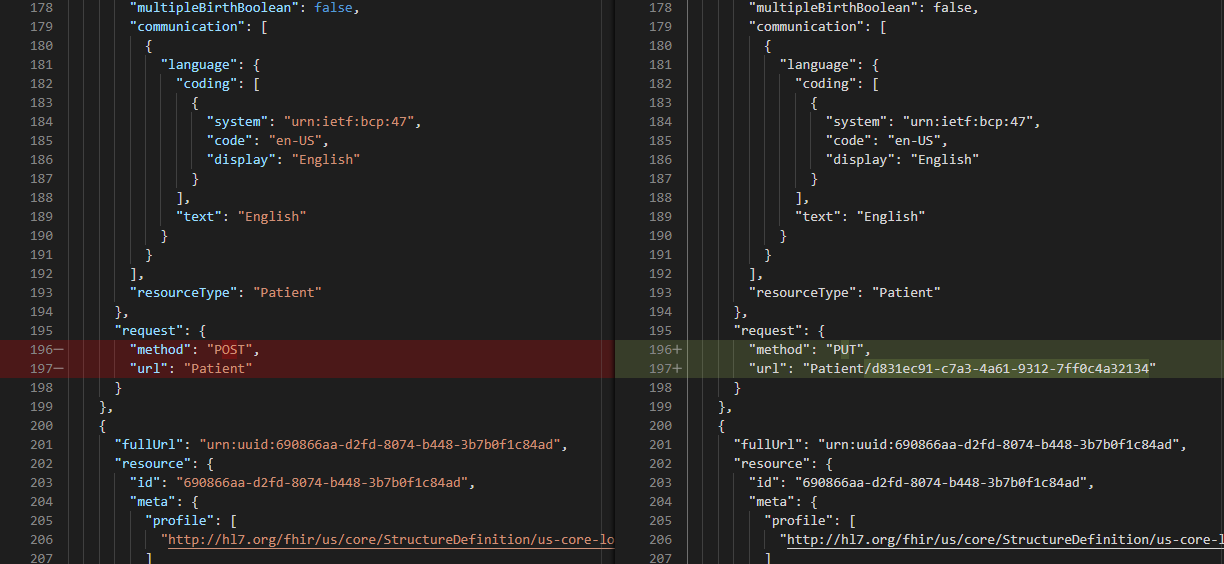 178 "multipleBirthBoolean": false,
179 "communication": [
180 {
181 "language": {
182 "coding": [
183 {
184 "system": "urn:ietf:bcp:47",
185 "code": "en-US",
186 "display": "English"
187 }
188 ],
189 "text": "English"
190 }
191 }
192 ],
193 "resourceType": "Patient"
194 },
195 "request": {
196— "method": "POST",
197— "url": "Patient"
198 }
199 },
200 {
201 "fullUrl": "urn:uuid:690866aa-d2fd-8074-b448-3b7b0f1c84ad",
202 "resource": {
203 "id": "690866aa-d2fd-8074-b448-3b7b0f1c84ad",
204 "meta": {
205 "profile": [
206 "http://hl7.org/fhir/us/core/StructureDefinition/us-core-lo
207 ]
178 "multipleBirthBoolean": false,
179 "communication": [
180 {
181 "language": {
182 "coding": [
183 {
184 "system": "urn:ietf:bcp:47",
185 "code": "en-US",
186 "display": "English"
187 }
188 ],
189 "text": "English"
190 }
191 }
192 ],
193 "resourceType": "Patient"
194 },
195 "request": {
196+ "method": "PUT",
197+ "url": "Patient/d831ec91-c7a3-4a61-9312-7ff0c4a32134"
198 }
199 },
200 {
201 "fullUrl": "urn:uuid:690866aa-d2fd-8074-b448-3b7b0f1c84ad",
202 "resource": {
203 "id": "690866aa-d2fd-8074-b448-3b7b0f1c84ad",
204 "meta": {
205 "profile": [
206 "http://hl7.org/fhir/us/core/StructureDefinition/us-core-l
207 ]